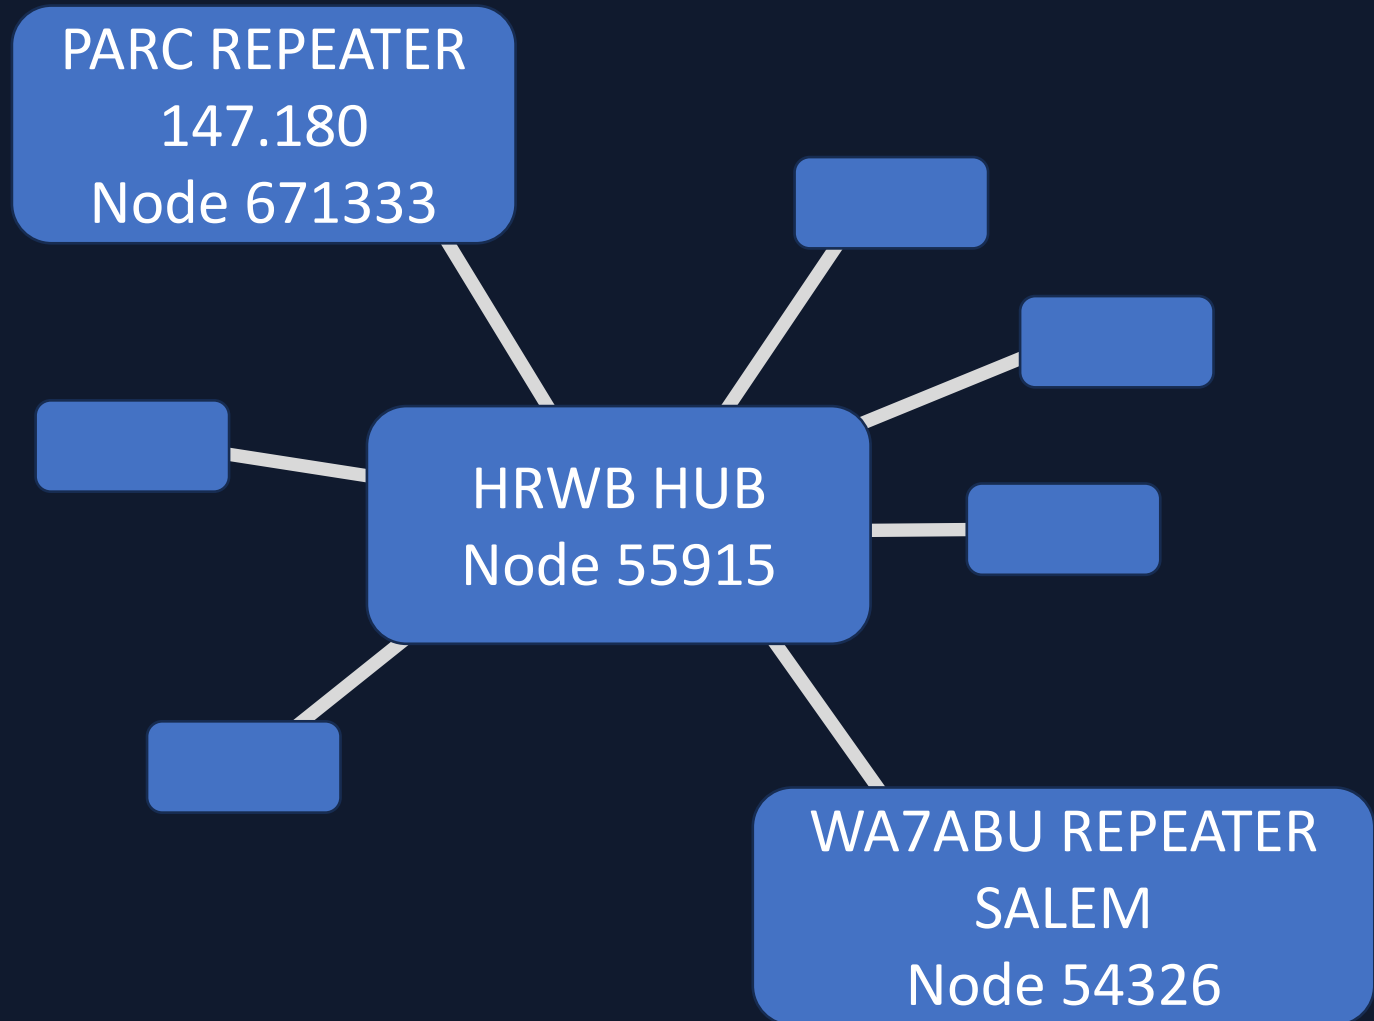 PARC REPEATER
147.180
Node 671333
HRWB HUB
Node 55915
WA7ABU REPEATER
SALEM
Node 54326